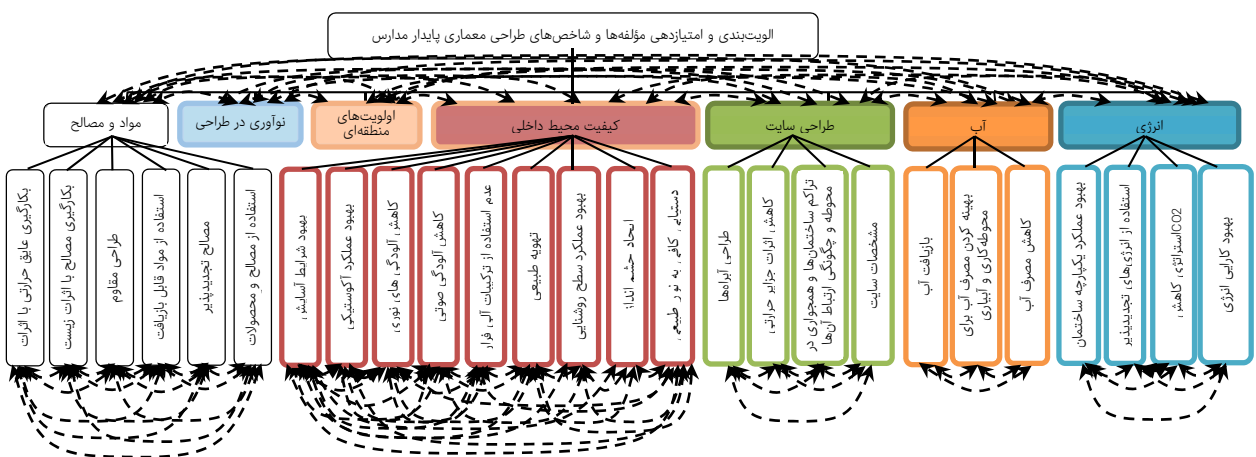 الویت‌بندی و امتیازدهی مؤلفه‌ها و شاخص‌های طراحی معماری پایدار مدارس
انرژی
آب
طراحی سایت
کیفیت محیط داخلی
اولویت‌های
منطقه‌ای
نوآوری در طراحی
مواد و مصالح
بهبود کارایی انرژی
استراتژی کاهش CO2
استفاده از انرژی‌های تجدیدپذیر
بهبود عملکرد یکپارچه ساختمان
کاهش مصرف آب
بهینه کردن مصرف آب برای
محوطه‌کاری و آبیاری
بازیافت آب
مشخصات سایت
تراکم ساختمان‌ها و همجواری در
محوطه و چگونگی ارتباط آن‌ها
کاهش اثرات جزایر حرارتی
طراحی آبراه‌ها
دستیابی کافی به نور طبیعی
ایجاد چشم انداز
بهبود عملکرد سطح روشنایی
تهویه طبیعی
عدم استفاده از ترکیبات آلی فرار
کاهش آلودگی صوتی
کاهش آلودگی های نوری
بهبود عملکرد آکوستیکی
بهبود شرایط آسایش
استفاده از مصالح و محصولات
مصالح تجدیدپذیر
استفاده از مواد قابل بازیافت
طراحی مقاوم
بکارگیری مصالح با اثرات زیست
بکارگیری عایق حرارتی با اثرات